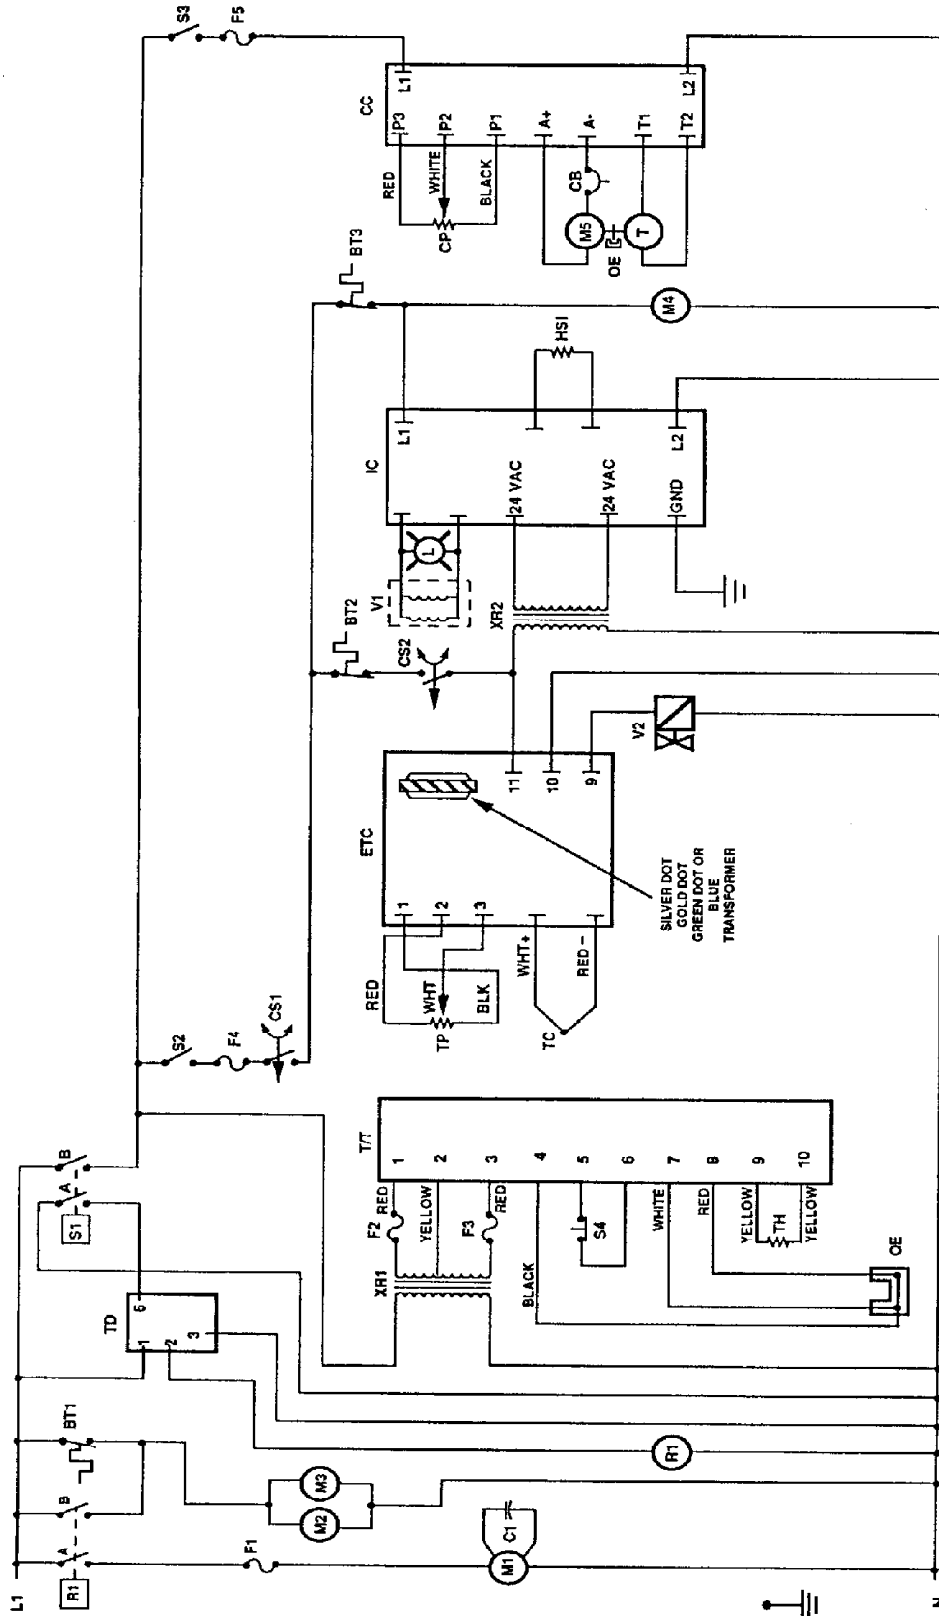 L1
R1
A
B
BT1
F1
M1
C1
M2
M3
R1
TD
1
2
3
6
S1
A
B
XR1
F2
F3
RED
YELLOW
RED
BLACK
S4
WHITE
RED
YELLOW
TH
YELLOW
OE
T/T
1
2
3
4
5
6
7
8
9
10
S2
F4
CS1
ETC
1
2
3
RED
WHT
BLK
TP
WHT +
RED -
TC
11
10
9
SILVER DOT
GOLD DOT
GREEN DOT OR
BLUE
TRANSFORMER
V2
BT2
CS2
XR2
V1
L
IC
L1
24 VAC
24 VAC
GND
L2
HSI
BT3
M4
S3
F5
CC
L1
P3
P2
P1
A+
A-
T1
T2
L2
RED
WHITE
BLACK
CP
CB
M5
OE
T